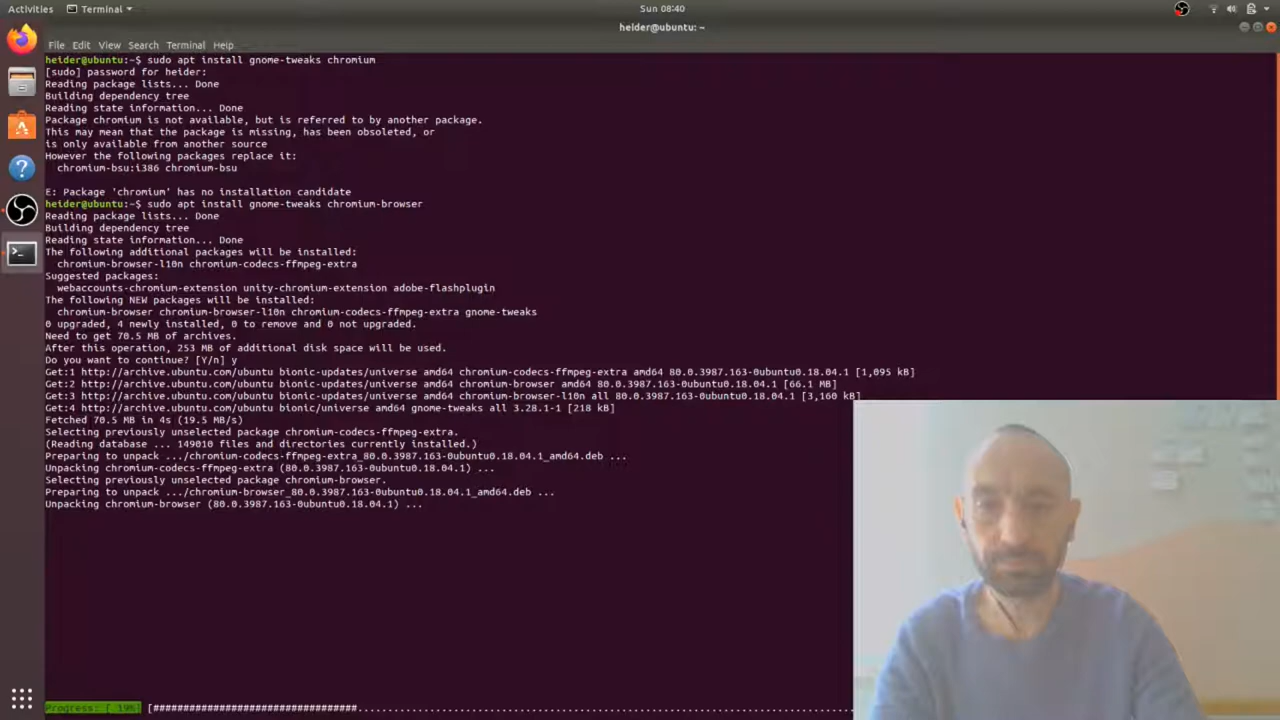 Activities
Terminal
Sun 08:40
heider@ubuntu: ~
File Edit View Search Terminal Help
heider@ubuntu:~$ sudo apt install gnome-tweaks chromium
[sudo] password for heider:
Reading package lists... Done
Building dependency tree
Reading state information... Done
Package chromium is not available, but is referred to by another package.
This may mean that the package is missing, has been obsoleted, or
is only available from another source
However the following packages replace it:
chromium-bsu:i386 chromium-bsu
E: Package 'chromium' has no installation candidate
heider@ubuntu:~$ sudo apt install gnome-tweaks chromium-browser
Reading package lists... Done
Building dependency tree
Reading state information... Done
The following additional packages will be installed:
chromium-browser-l10n chromium-codecs-ffmpeg-extra
Suggested packages:
webaccounts-chromium-extension unity-chromium-extension adobe-flashplugin
The following NEW packages will be installed:
chromium-browser chromium-browser-l10n chromium-codecs-ffmpeg-extra gnome-tweaks
0 upgraded, 4 newly installed, 0 to remove and 0 not upgraded.
Need to get 70.5 MB of archives.
After this operation, 253 MB of additional disk space will be used.
Do you want to continue? [Y/n] y
Get:1 http://archive.ubuntu.com/ubuntu bionic-updates/universe amd64 chromium-codecs-ffmpeg-extra amd64 80.0.3987.163-0ubuntu0.18.04.1 [1,095 kB]
Get:2 http://archive.ubuntu.com/ubuntu bionic-updates/universe amd64 chromium-browser amd64 80.0.3987.163-0ubuntu0.18.04.1 [66.1 MB]
Get:3 http://archive.ubuntu.com/ubuntu bionic-updates/universe amd64 chromium-browser-l10n all 80.0.3987.163-0ubuntu0.18.04.1 [3,160 kB]
Get:4 http://archive.ubuntu.com/ubuntu bionic/universe amd64 gnome-tweaks all 3.28.1-1 [218 kB]
Fetched 70.5 MB in 4s (19.5 MB/s)
Selecting previously unselected package chromium-codecs-ffmpeg-extra.
(Reading database ... 149010 files and directories currently installed.)
Preparing to unpack .../chromium-codecs-ffmpeg-extra_80.0.3987.163-0ubuntu0.18.04.1_amd64.deb ...
Unpacking chromium-codecs-ffmpeg-extra (80.0.3987.163-0ubuntu0.18.04.1) ...
Selecting previously unselected package chromium-browser.
Preparing to unpack .../chromium-browser_80.0.3987.163-0ubuntu0.18.04.1_amd64.deb ...
Unpacking chromium-browser (80.0.3987.163-0ubuntu0.18.04.1) ...
Progress: [ 19%]